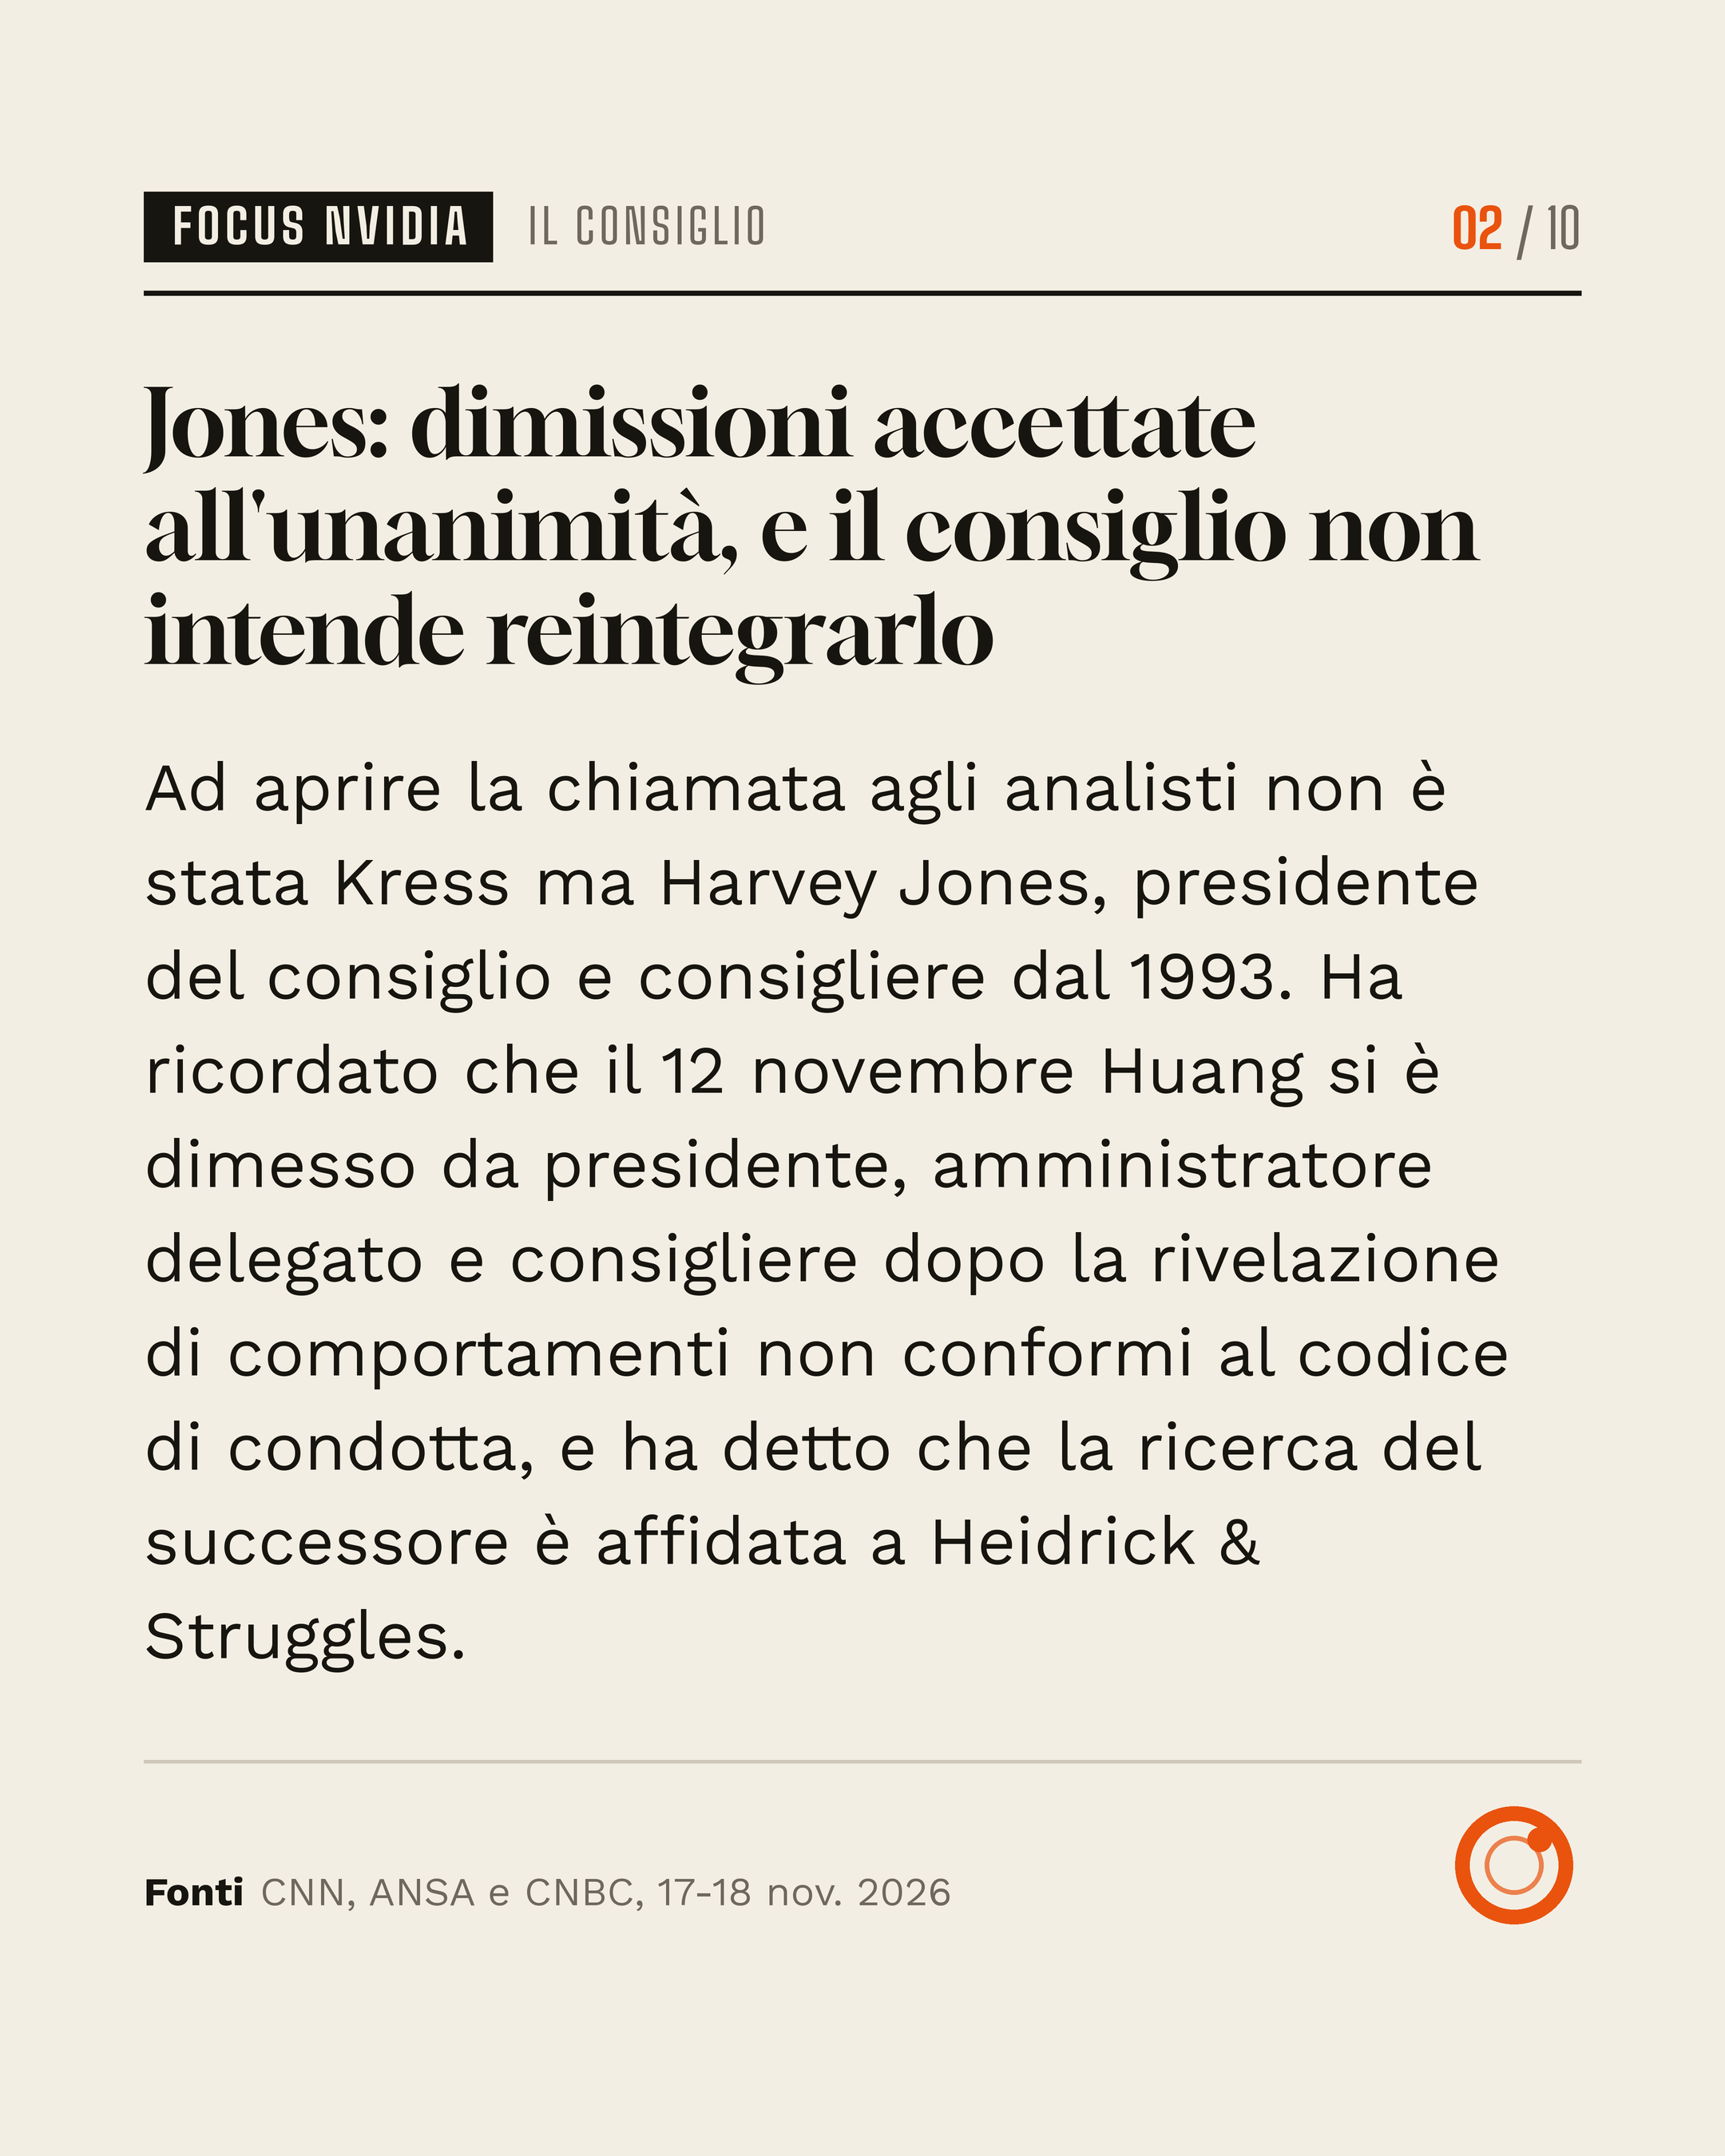 FOCUS NVIDIA IL CONSIGLIO 02 / 10
Jones: dimissioni accettate
all'unanimità, e il consiglio non
intende reintegrarlo
Ad aprire la chiamata agli analisti non è
stata Kress ma Harvey Jones, presidente
del consiglio e consigliere dal 1993. Ha
ricordato che il 12 novembre Huang si è
dimesso da presidente, amministratore
delegato e consigliere dopo la rivelazione
di comportamenti non conformi al codice
di condotta, e ha detto che la ricerca del
successore è affidata a Heidrick &
Struggles.
Fonti CNN, ANSA e CNBC, 17-18 nov. 2026